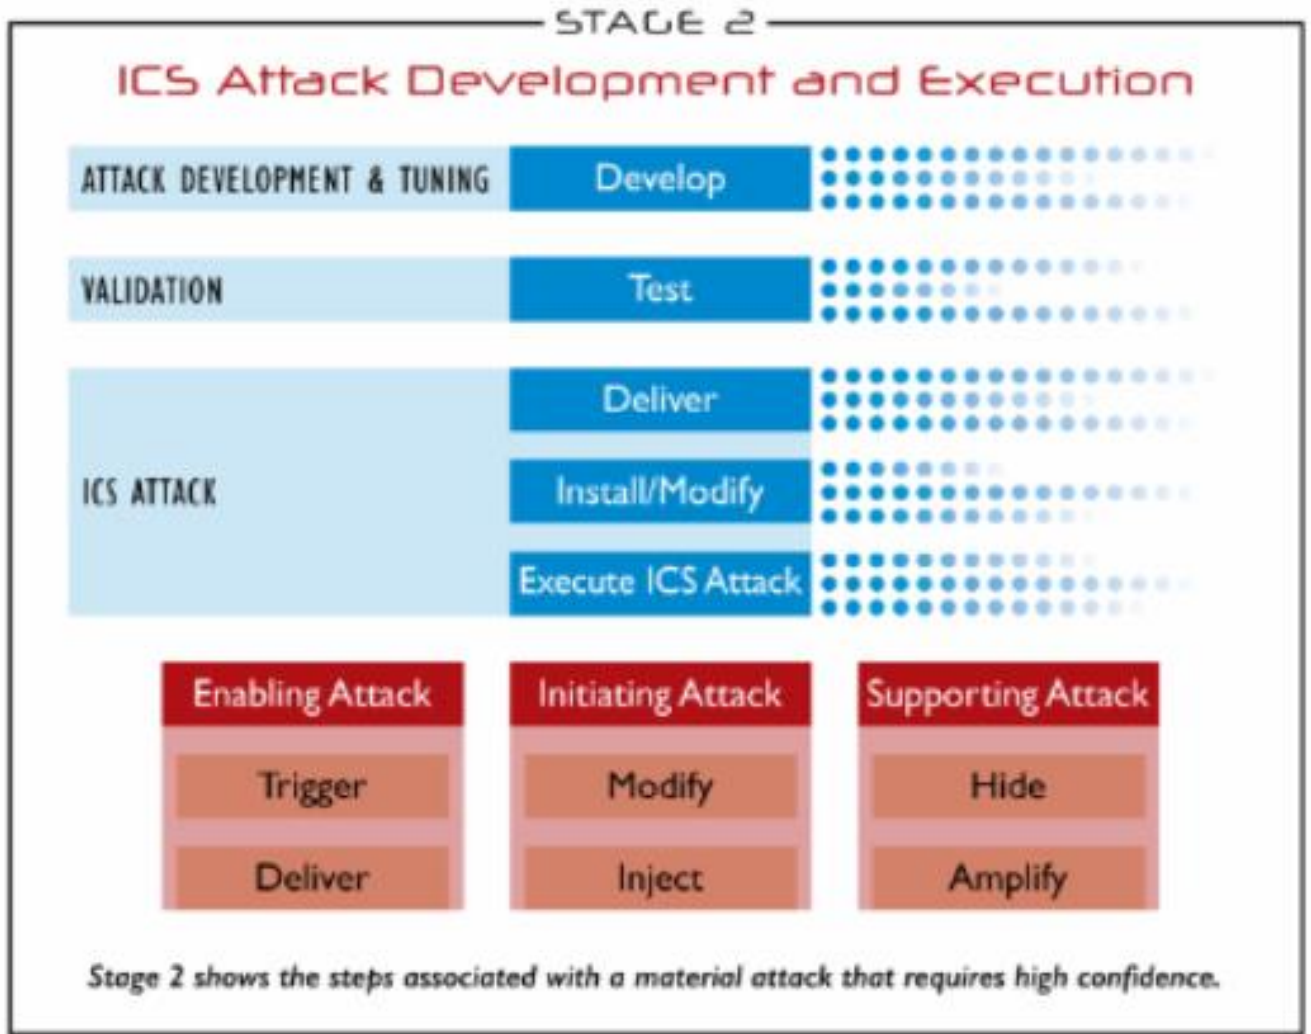 STAGE 2
ICS Attack Development and Execution
ATTACK DEVELOPMENT & TUNING
Develop
VALIDATION
Test
ICS ATTACK
Deliver
Install/Modify
Execute ICS Attack
Enabling Attack
Initiating Attack
Supporting Attack
Trigger
Modify
Hide
Deliver
Inject
Amplify
Stage 2 shows the steps associated with a material attack that requires high confidence.